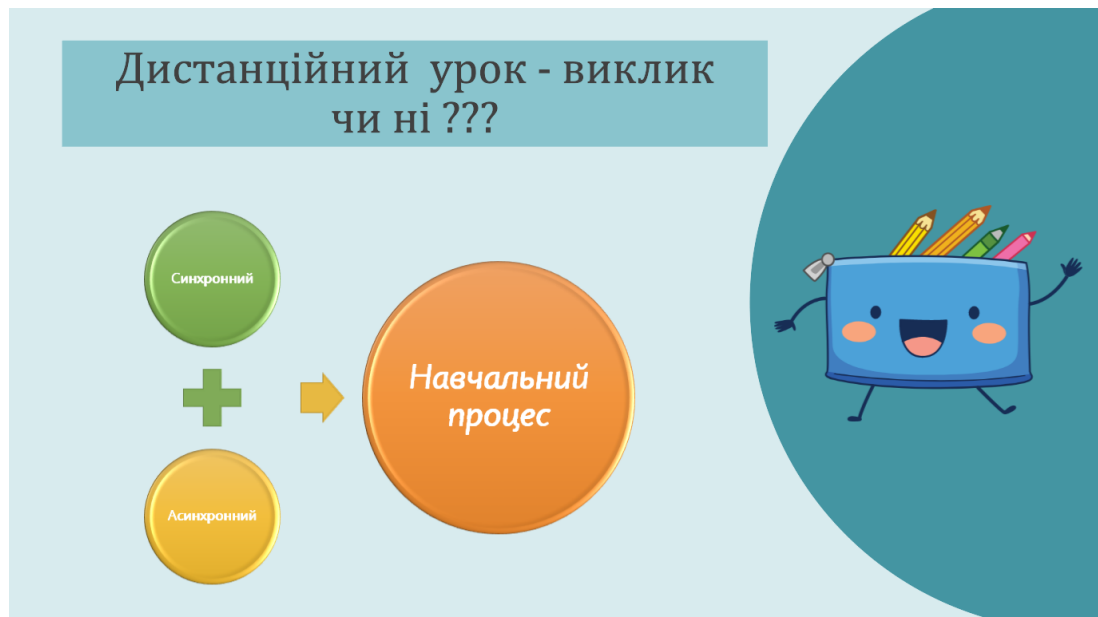 Дистанційний урок - виклик
чи ні ???
Синхронний
Навчальний
процес
Асинхронний